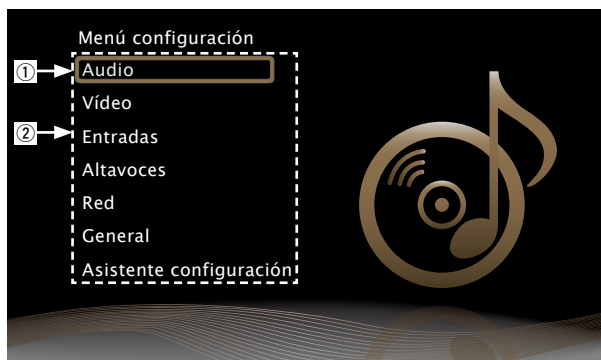 Menú configuración
① Audio
Vídeo
② Entradas
Altavoces
Red
General
Asistente configuración